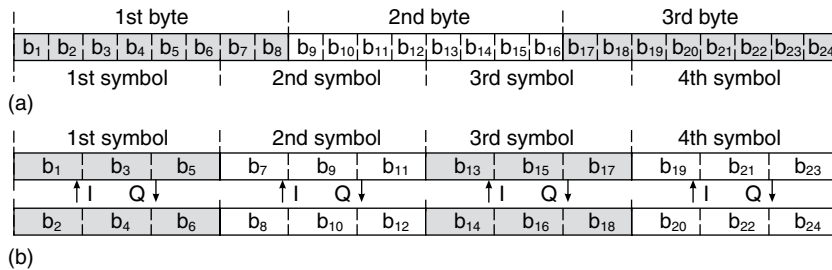 1st byte 2nd byte 3rd byte
b1 b2 b3 b4 b5 b6 b7 b8 b9 b10 b11 b12 b13 b14 b15 b16 b17 b18 b19 b20 b21 b22 b23 b24
1st symbol 2nd symbol 3rd symbol 4th symbol
(a)
1st symbol 2nd symbol 3rd symbol 4th symbol
b1 b3 b5 b7 b9 b11 b13 b15 b17 b19 b21 b23
I Q I Q I Q I Q
b2 b4 b6 b8 b10 b12 b14 b16 b18 b20 b22 b24
(b)